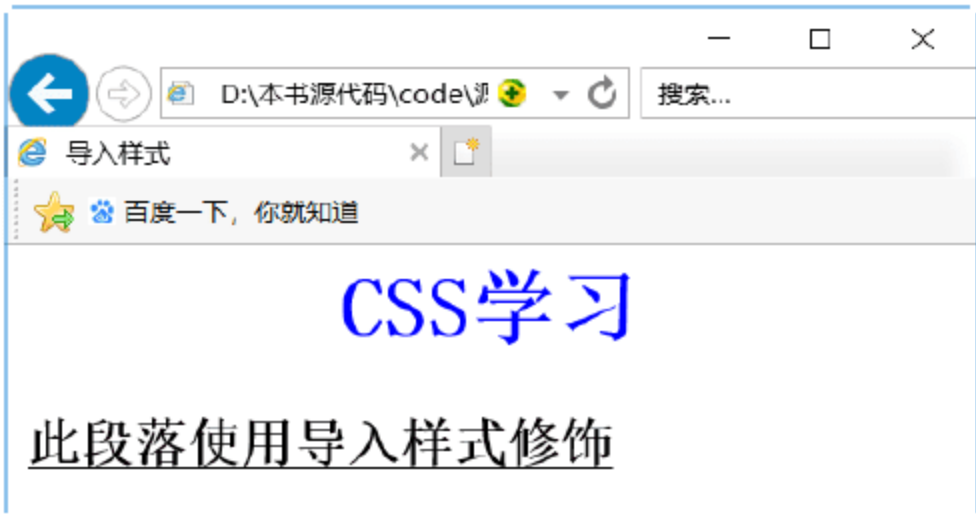 D:\本书源代码\code\源
搜索...
导入样式
百度一下，你就知道
CSS学习
此段落使用导入样式修饰